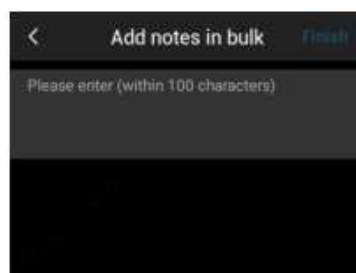 Add notes in bulk Finish
Please enter (within 100 characters)